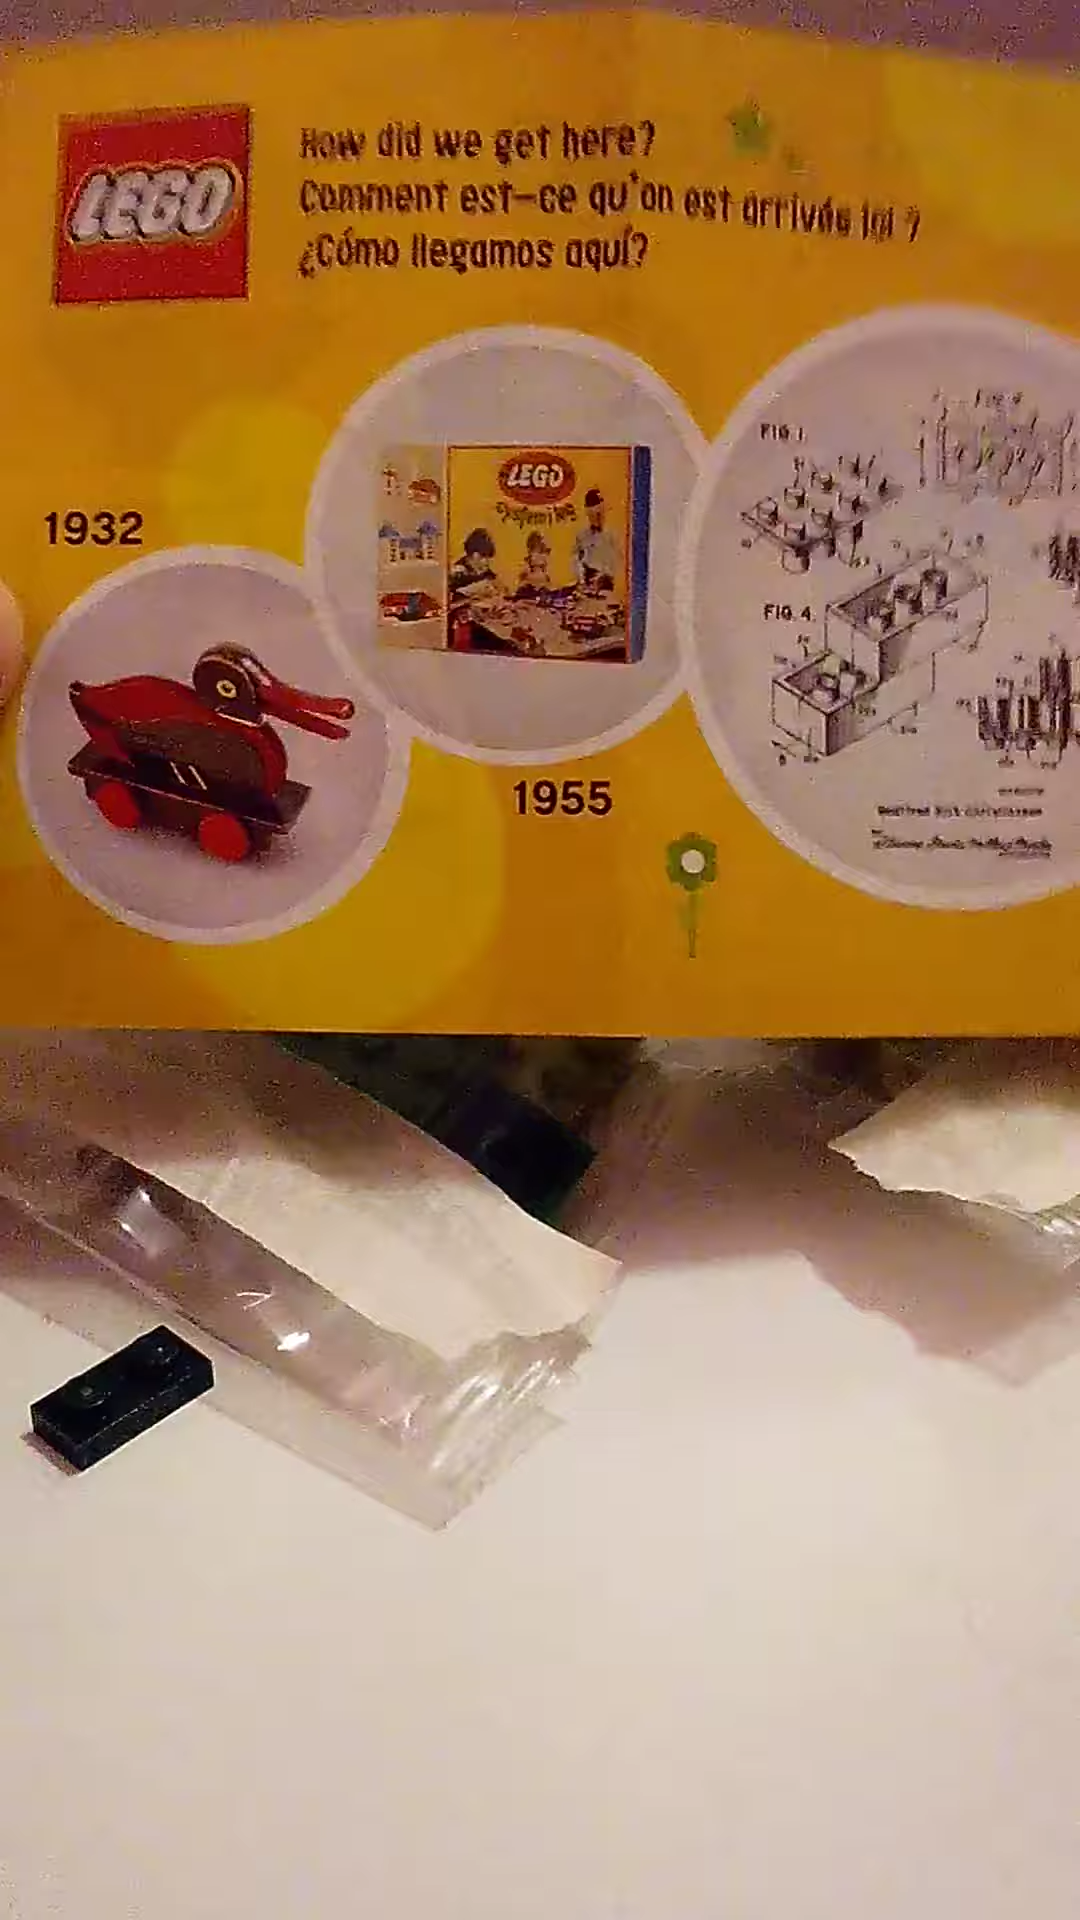 LEGO
How did we get here?
Comment est-ce qu'on est arrivés ici ?
¿Cómo llegamos aquí?
1932
LEGO
1955
FIG. 1.
FIG. 4.